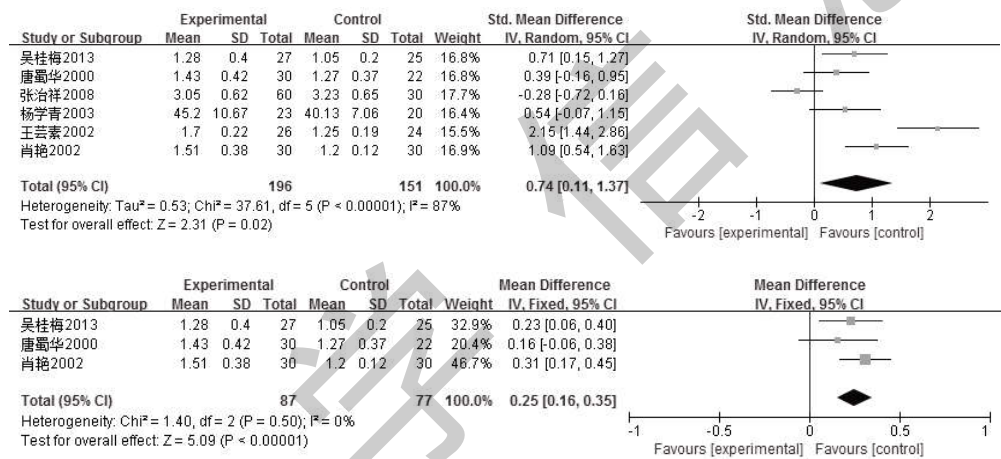 Experimental Control Std. Mean Difference Std. Mean Difference
Study or Subgroup Mean SD Total Mean SD Total Weight IV, Random, 95% CI IV, Random, 95% CI
吴桂梅2013 1.28 0.4 27 1.05 0.2 25 16.8% 0.71 [0.15, 1.27]
唐蜀华2000 1.43 0.42 30 1.27 0.37 22 16.8% 0.39 [-0.16, 0.95]
张治祥2008 3.05 0.62 60 3.23 0.65 30 17.7% -0.28 [-0.72, 0.16]
杨学青2003 45.2 10.67 23 40.13 7.06 20 16.4% 0.54 [-0.07, 1.15]
王芸素2002 1.7 0.22 26 1.25 0.19 24 15.5% 2.15 [1.44, 2.86]
肖艳2002 1.51 0.38 30 1.2 0.12 30 16.9% 1.09 [0.54, 1.63]
Total (95% CI) 196 151 100.0% 0.74 [0.11, 1.37]
Heterogeneity: Tau² = 0.53; Chi² = 37.61, df = 5 (P < 0.00001); I² = 87%
Test for overall effect: Z = 2.31 (P = 0.02)
-2 -1 0 1 2
Favours [experimental] Favours [control]
Experimental Control Mean Difference Mean Difference
Study or Subgroup Mean SD Total Mean SD Total Weight IV, Fixed, 95% CI IV, Fixed, 95% CI
吴桂梅2013 1.28 0.4 27 1.05 0.2 25 32.9% 0.23 [0.06, 0.40]
唐蜀华2000 1.43 0.42 30 1.27 0.37 22 20.4% 0.16 [-0.06, 0.38]
肖艳2002 1.51 0.38 30 1.2 0.12 30 46.7% 0.31 [0.17, 0.45]
Total (95% CI) 87 77 100.0% 0.25 [0.16, 0.35]
Heterogeneity: Chi² = 1.40, df = 2 (P = 0.50); I² = 0%
Test for overall effect: Z = 5.09 (P < 0.00001)
-1 -0.5 0 0.5 1
Favours [experimental] Favours [control]
学信